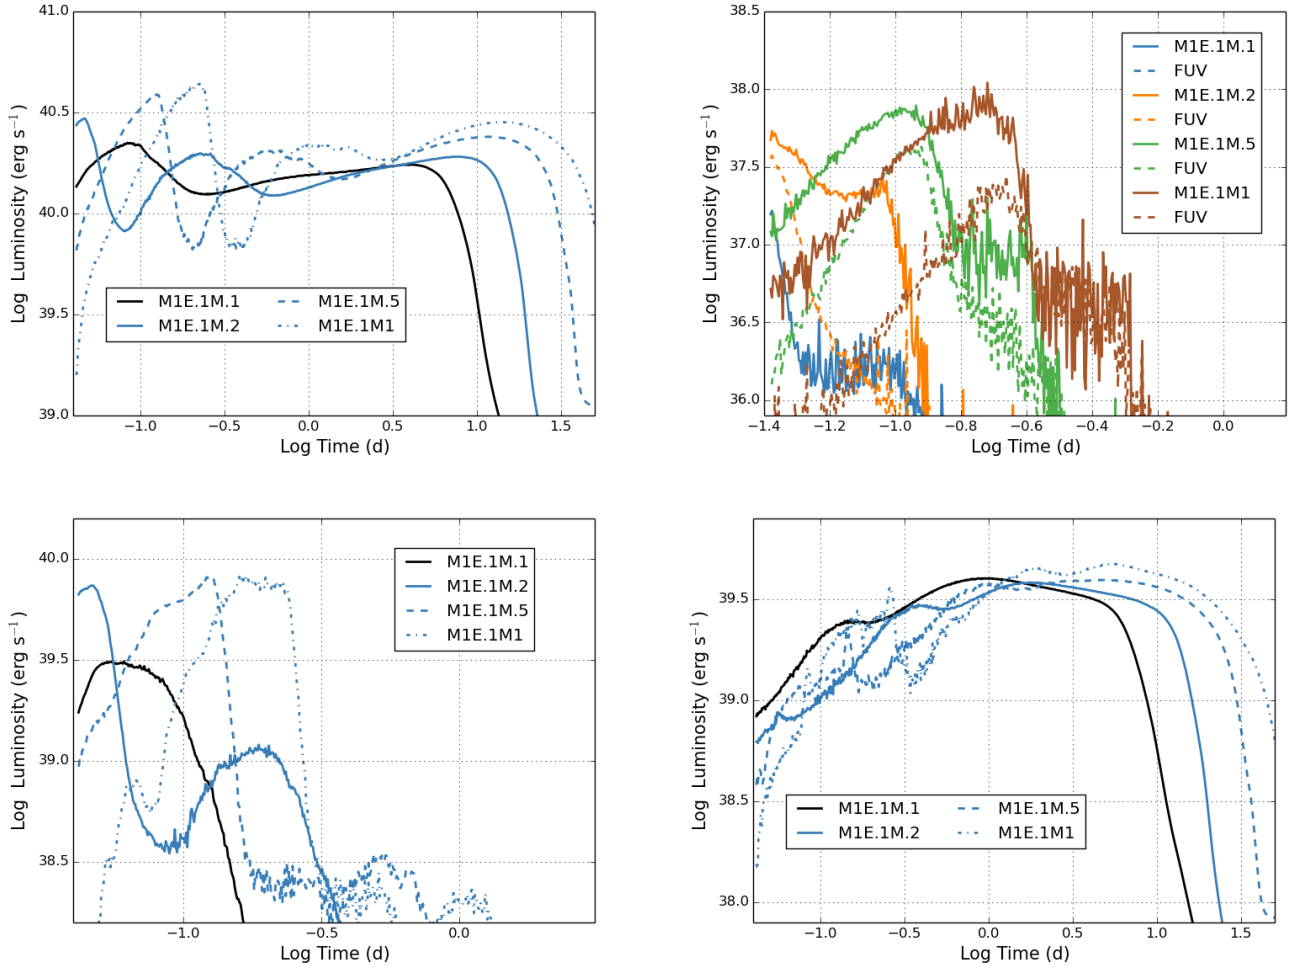 41.0
40.5
40.0
39.5
39.0
Log Luminosity (erg s⁻¹)
−1.0 −0.5 0.0 0.5 1.0 1.5
Log Time (d)
M1E.1M.1
M1E.1M.2
M1E.1M.5
M1E.1M1
38.5
38.0
37.5
37.0
36.5
36.0
Log Luminosity (erg s⁻¹)
−1.4 −1.2 −1.0 −0.8 −0.6 −0.4 −0.2 0.0
Log Time (d)
M1E.1M.1
FUV
M1E.1M.2
FUV
M1E.1M.5
FUV
M1E.1M1
FUV
40.0
39.5
39.0
38.5
Log Luminosity (erg s⁻¹)
−1.0 −0.5 0.0
Log Time (d)
M1E.1M.1
M1E.1M.2
M1E.1M.5
M1E.1M1
39.5
39.0
38.5
38.0
Log Luminosity (erg s⁻¹)
−1.0 −0.5 0.0 0.5 1.0 1.5
Log Time (d)
M1E.1M.1
M1E.1M.2
M1E.1M.5
M1E.1M1